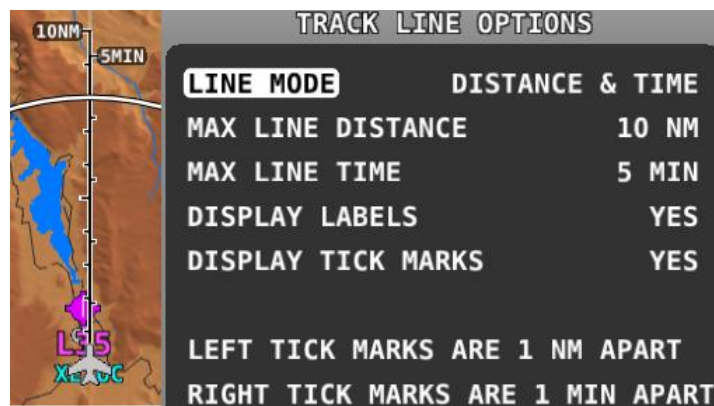 TRACK LINE OPTIONS
10NM
5MIN
LINE MODE DISTANCE & TIME
MAX LINE DISTANCE 10 NM
MAX LINE TIME 5 MIN
DISPLAY LABELS YES
DISPLAY TICK MARKS YES
LEFT TICK MARKS ARE 1 NM APART
RIGHT TICK MARKS ARE 1 MIN APART